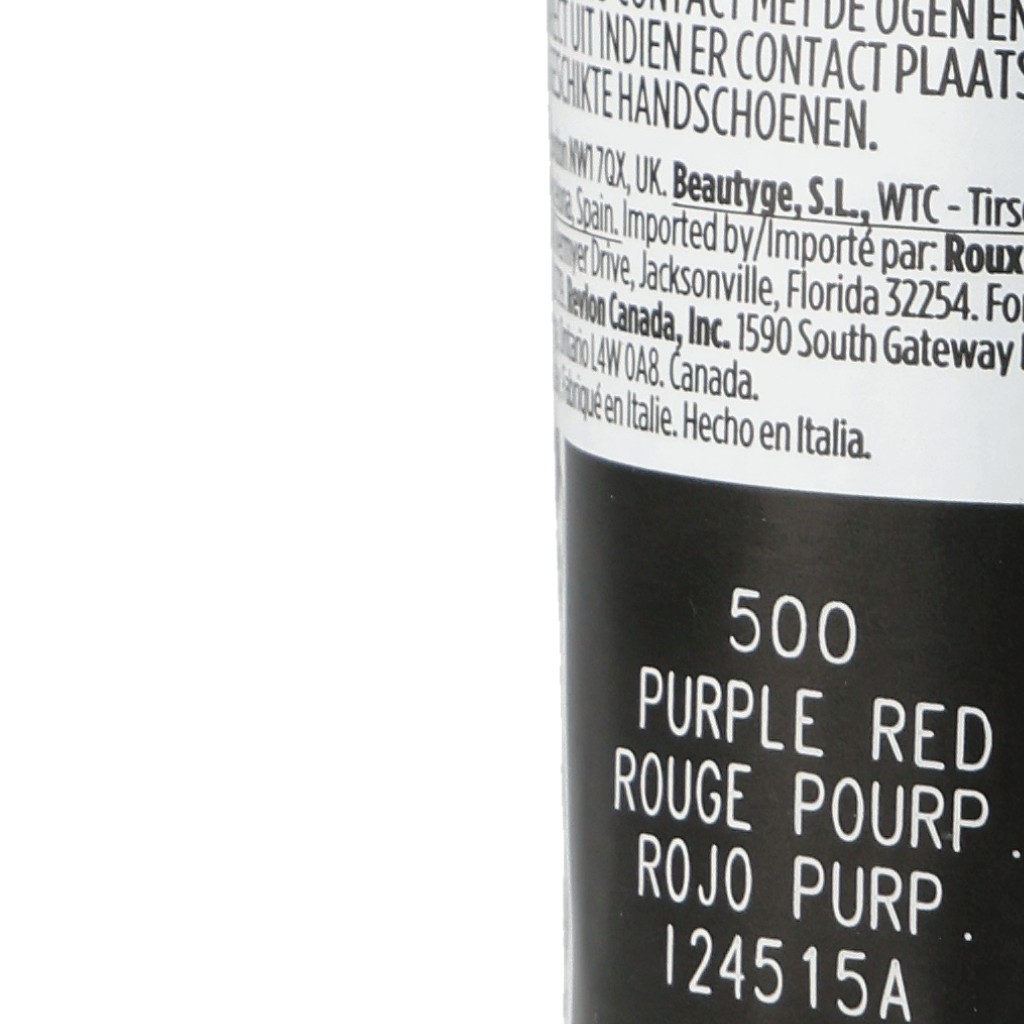 CONTACT MET DE OGEN EN
UIT INDIEN ER CONTACT PLAATS
HANDSCHOENEN.
NW1 7QX, UK. Beautyge, S.L., WTC - Tirs
Spain. Imported by/Importé par: Roux
Drive, Jacksonville, Florida 32254. Fo
Revlon Canada, Inc. 1590 South Gateway
Ontario L4W 0A8. Canada.
Fabriqué en Italie. Hecho en Italia.
500
PURPLE RED
ROUGE POURP.
ROJO PURP.
124515A